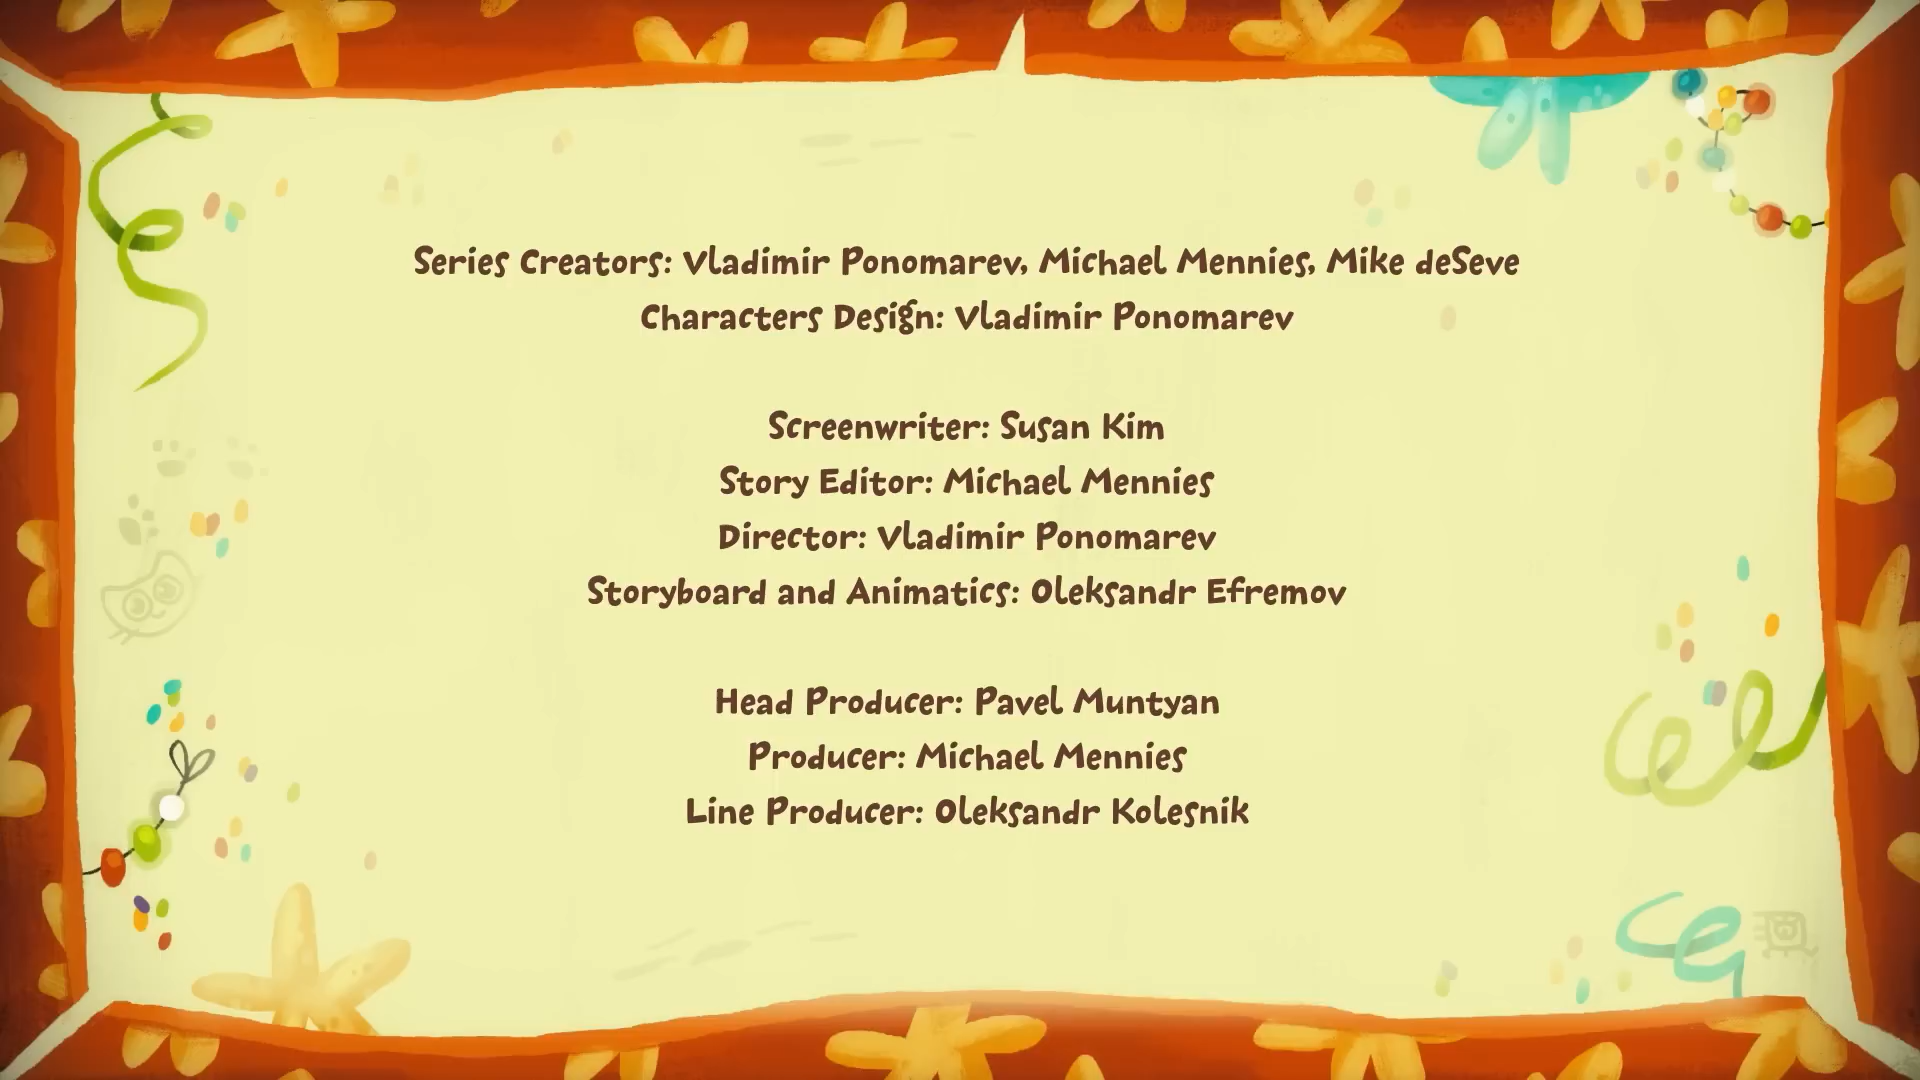 Series Creators: Vladimir Ponomarev, Michael Mennies, Mike deSeve
Characters Design: Vladimir Ponomarev
Screenwriter: Susan Kim
Story Editor: Michael Mennies
Director: Vladimir Ponomarev
Storyboard and Animatics: Oleksandr Efremov
Head Producer: Pavel Muntyan
Producer: Michael Mennies
Line Producer: Oleksandr Kolesnik